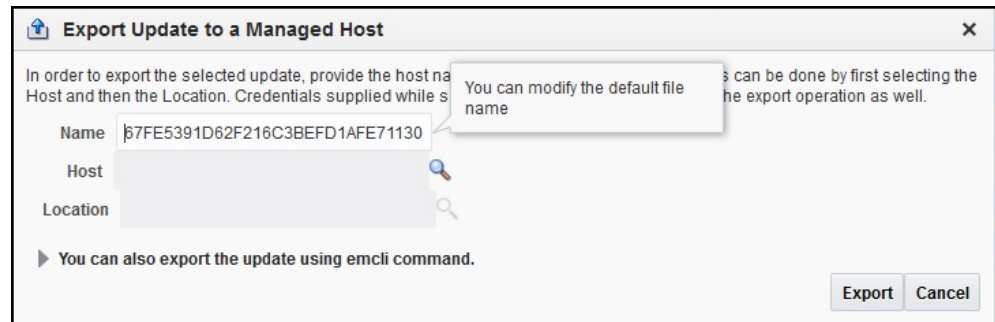 Export Update to a Managed Host
In order to export the selected update, provide the host na s can be done by first selecting the
Host and then the Location. Credentials supplied while s he export operation as well.
You can modify the default file
name
Name 67FE5391D62F216C3BEFD1AFE71130
Host
Location
You can also export the update using emcli command.
Export Cancel